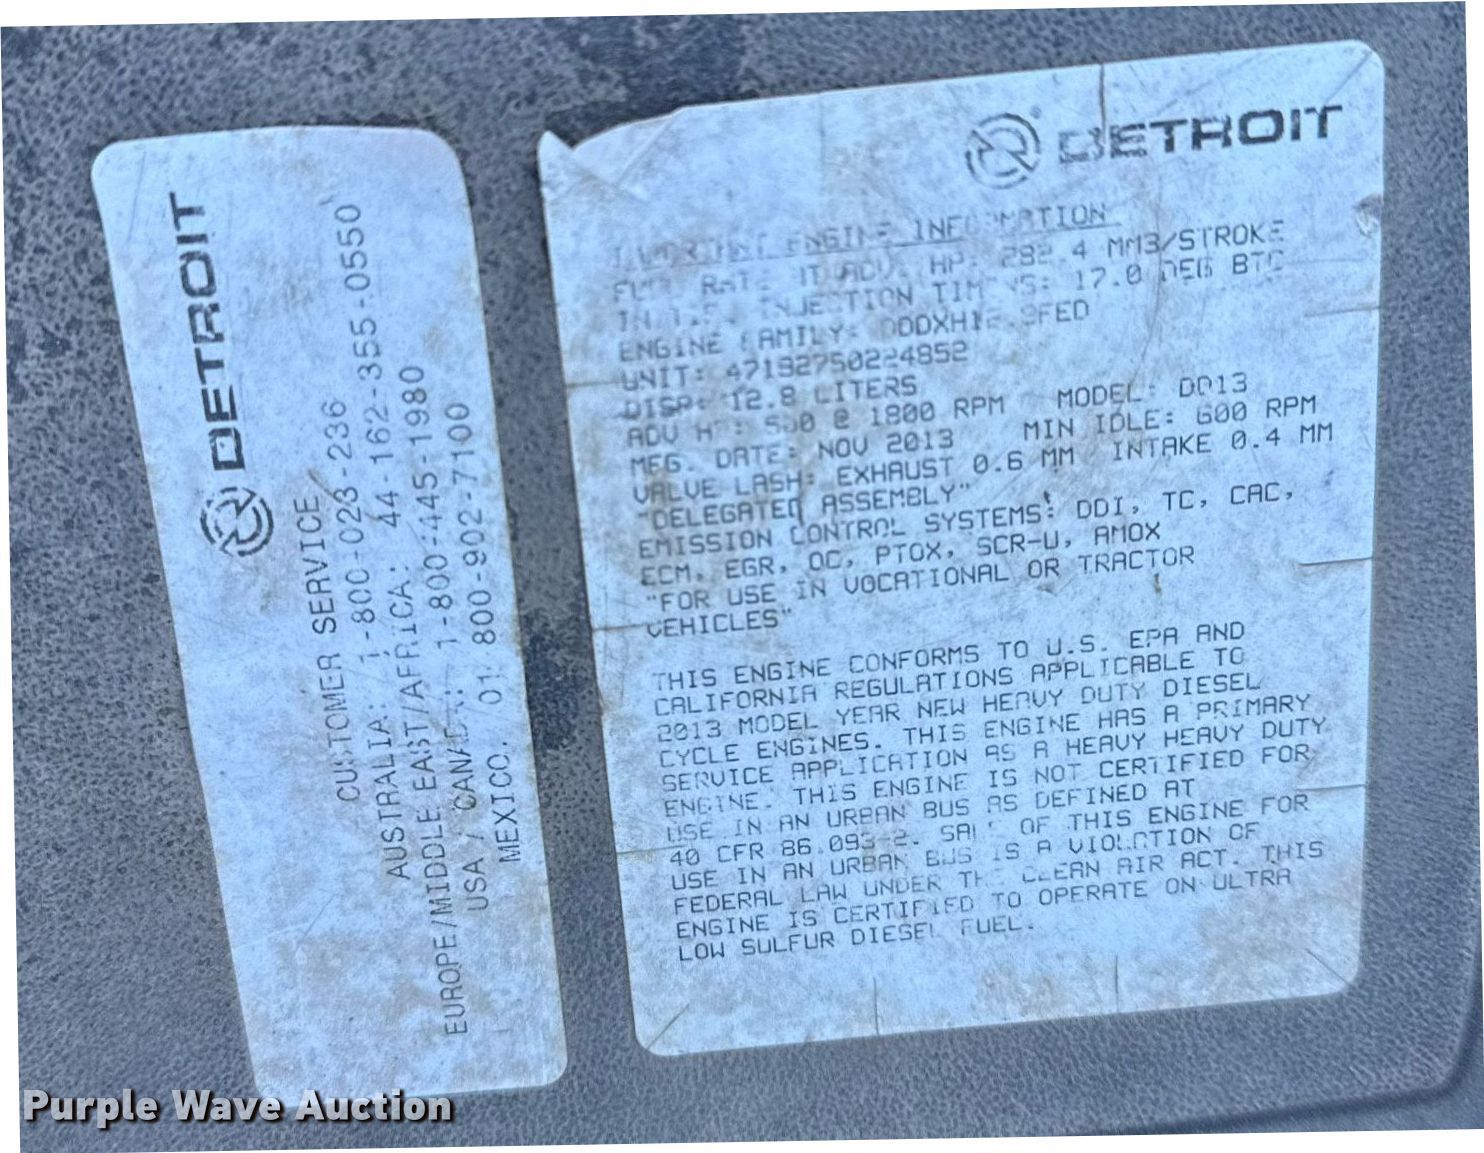 DETROIT
CUSTOMER SERVICE
AUSTRALIA: 1-800-023-236
EUROPE/MIDDLE EAST/AFRICA: 44-162-355-0550
USA / CANADA: 1-800-445-1980
MEXICO: 01 800-902-7100
DETROIT
ENGINE INFORMATION
RATE AT ADV. HP: 282.4 MM3/STROKE
INJECTION TIMING: 17.0 DEG BTC
ENGINE FAMILY:
UNIT:
DISP: 12.8 LITERS
ADV HP: @ 1800 RPM MODEL: DD13
MFG. DATE: NOV 2013 MIN IDLE: 600 RPM
VALVE LASH: EXHAUST 0.6 MM INTAKE 0.4 MM
"DELEGATED ASSEMBLY"
EMISSION CONTROL SYSTEMS: DDI, TC, CAC,
ECM, EGR, OC, PTOX, SCR-U, AMOX
"FOR USE IN VOCATIONAL OR TRACTOR
VEHICLES"
THIS ENGINE CONFORMS TO U.S. EPA AND
CALIFORNIA REGULATIONS APPLICABLE TO
2013 MODEL YEAR NEW HEAVY DUTY DIESEL
CYCLE ENGINES. THIS ENGINE HAS A PRIMARY
SERVICE APPLICATION AS A HEAVY HEAVY DUTY
ENGINE. THIS ENGINE IS NOT CERTIFIED FOR
USE IN AN URBAN BUS AS DEFINED AT
40 CFR 86.093-2. SALE OF THIS ENGINE FOR
USE IN AN URBAN BUS IS A VIOLATION OF
FEDERAL LAW UNDER THE CLEAN AIR ACT. THIS
ENGINE IS CERTIFIED TO OPERATE ON ULTRA
LOW SULFUR DIESEL FUEL.
Purple Wave Auction